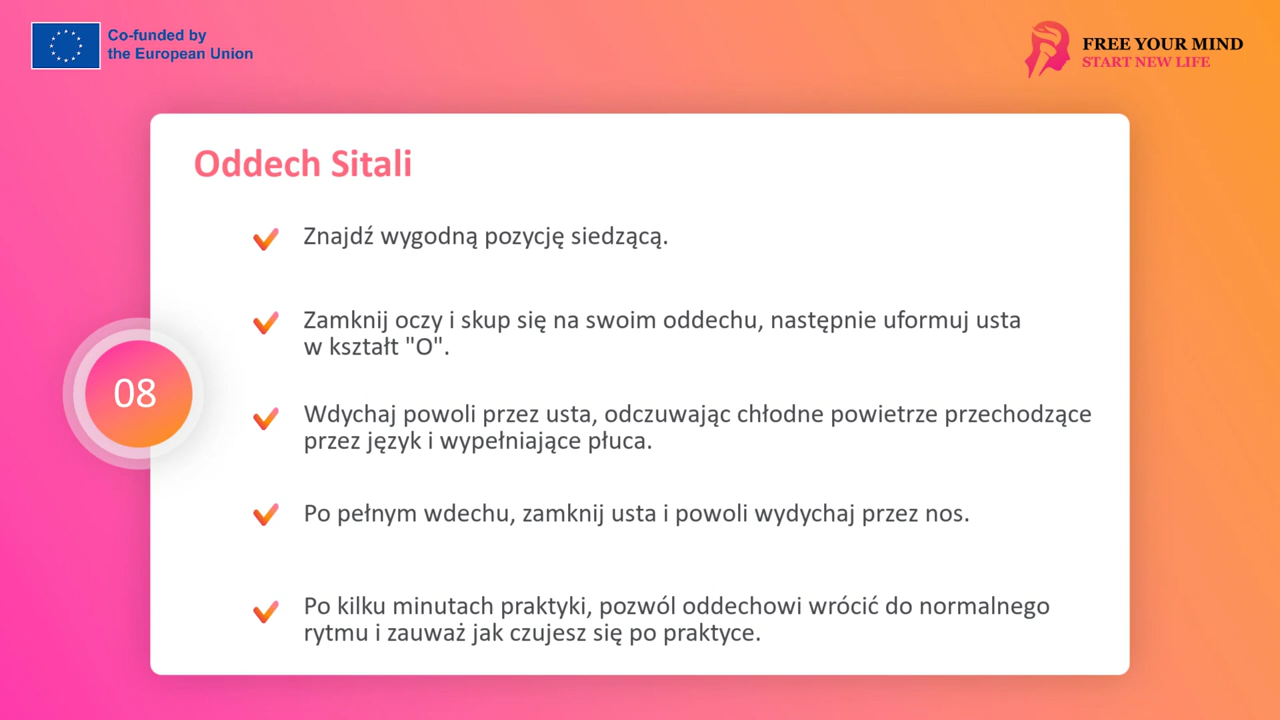 Co-funded by
the European Union
FREE YOUR MIND
START NEW LIFE
Oddech Sitali
Znajdź wygodną pozycję siedzącą.
Zamknij oczy i skup się na swoim oddechu, następnie uformuj usta
w kształt "O".
08
Wdychaj powoli przez usta, odczuwając chłodne powietrze przechodzące
przez język i wypełniające płuca.
Po pełnym wdechu, zamknij usta i powoli wydychaj przez nos.
Po kilku minutach praktyki, pozwól oddechowi wrócić do normalnego
rytmu i zauważ jak czujesz się po praktyce.